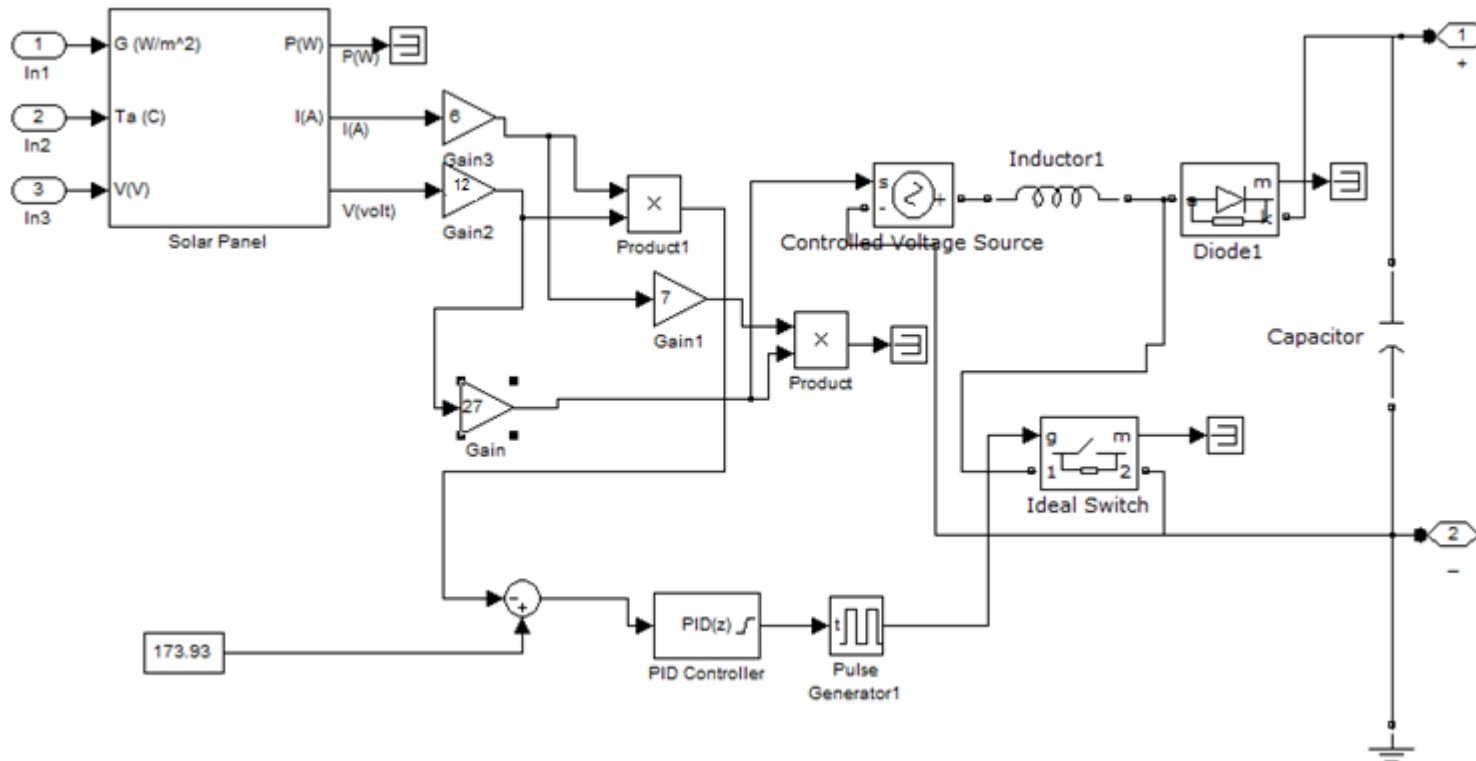 1
In1
2
In2
3
In3
G (W/m^2)
Ta (C)
V(V)
P(W)
I(A)
Solar Panel
P(W)
I(A)
V(volt)
6
Gain3
12
Gain2
×
Product1
7
Gain1
27
Gain
×
Product
s
-
+
Controlled Voltage Source
Inductor1
m
k
Diode1
1
+
Capacitor
g
m
1
2
Ideal Switch
2
–
-
+
173.93
PID(z)
PID Controller
t
Pulse
Generator1